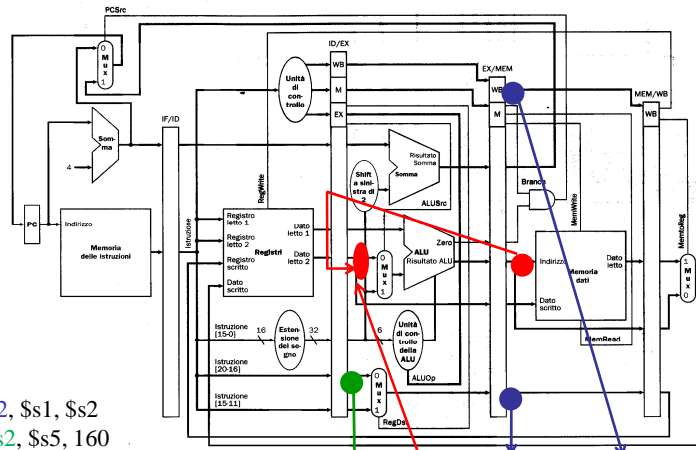 PCSrc
ID/EX
EX/MEM
MEM/WB
IF/ID
0
M
u
x
1
Som-
ma
4
PC
Indirizzo
Memoria
delle istruzioni
Istruzione
RegWrite
Unità
di con-
trollo
WB
M
EX
WB
M
WB
Registro
letto 1
Registro
letto 2
Registro
scritto
Dato
scritto
Registri
Dato
letto 1
Dato
letto 2
Shift
a sini-
stra di
2
Risultato
Somma
Somma
ALUSrc
0
M
u
x
1
Zero
ALU
Risultato ALU
Branch
MemWrite
Indirizzo
Dato
letto
Memoria
dati
Dato
scritto
MemRead
MemtoReg
1
M
u
x
0
Istruzione
[15-0]
16
Esten-
sione
del se-
gno
32
6
Unità
di con-
trollo
della
ALU
ALUOp
Istruzione
[20-16]
Istruzione
[15-11]
0
M
u
x
1
RegDst
2, $s1, $s2
s2, $s5, 160